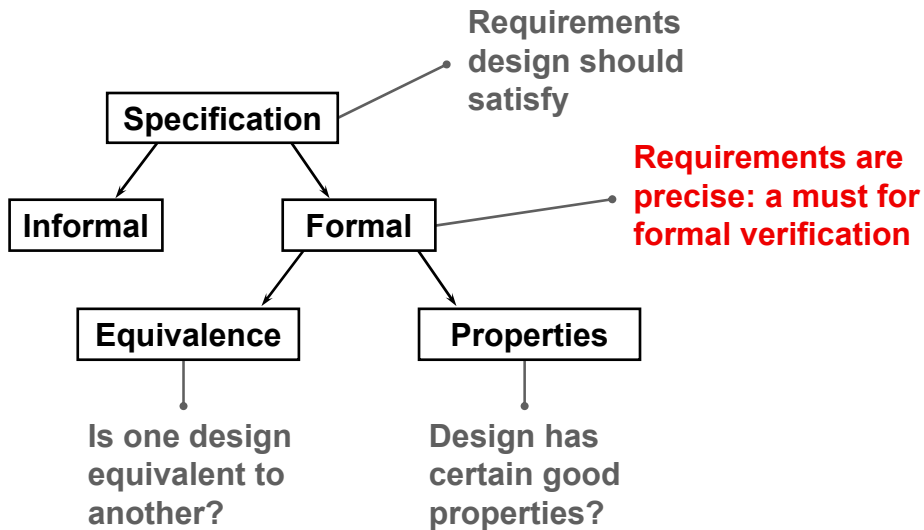 Requirements
design should
satisfy
Specification
Requirements are
precise: a must for
formal verification
Informal
Formal
Equivalence
Properties
Is one design
equivalent to
another?
Design has
certain good
properties?